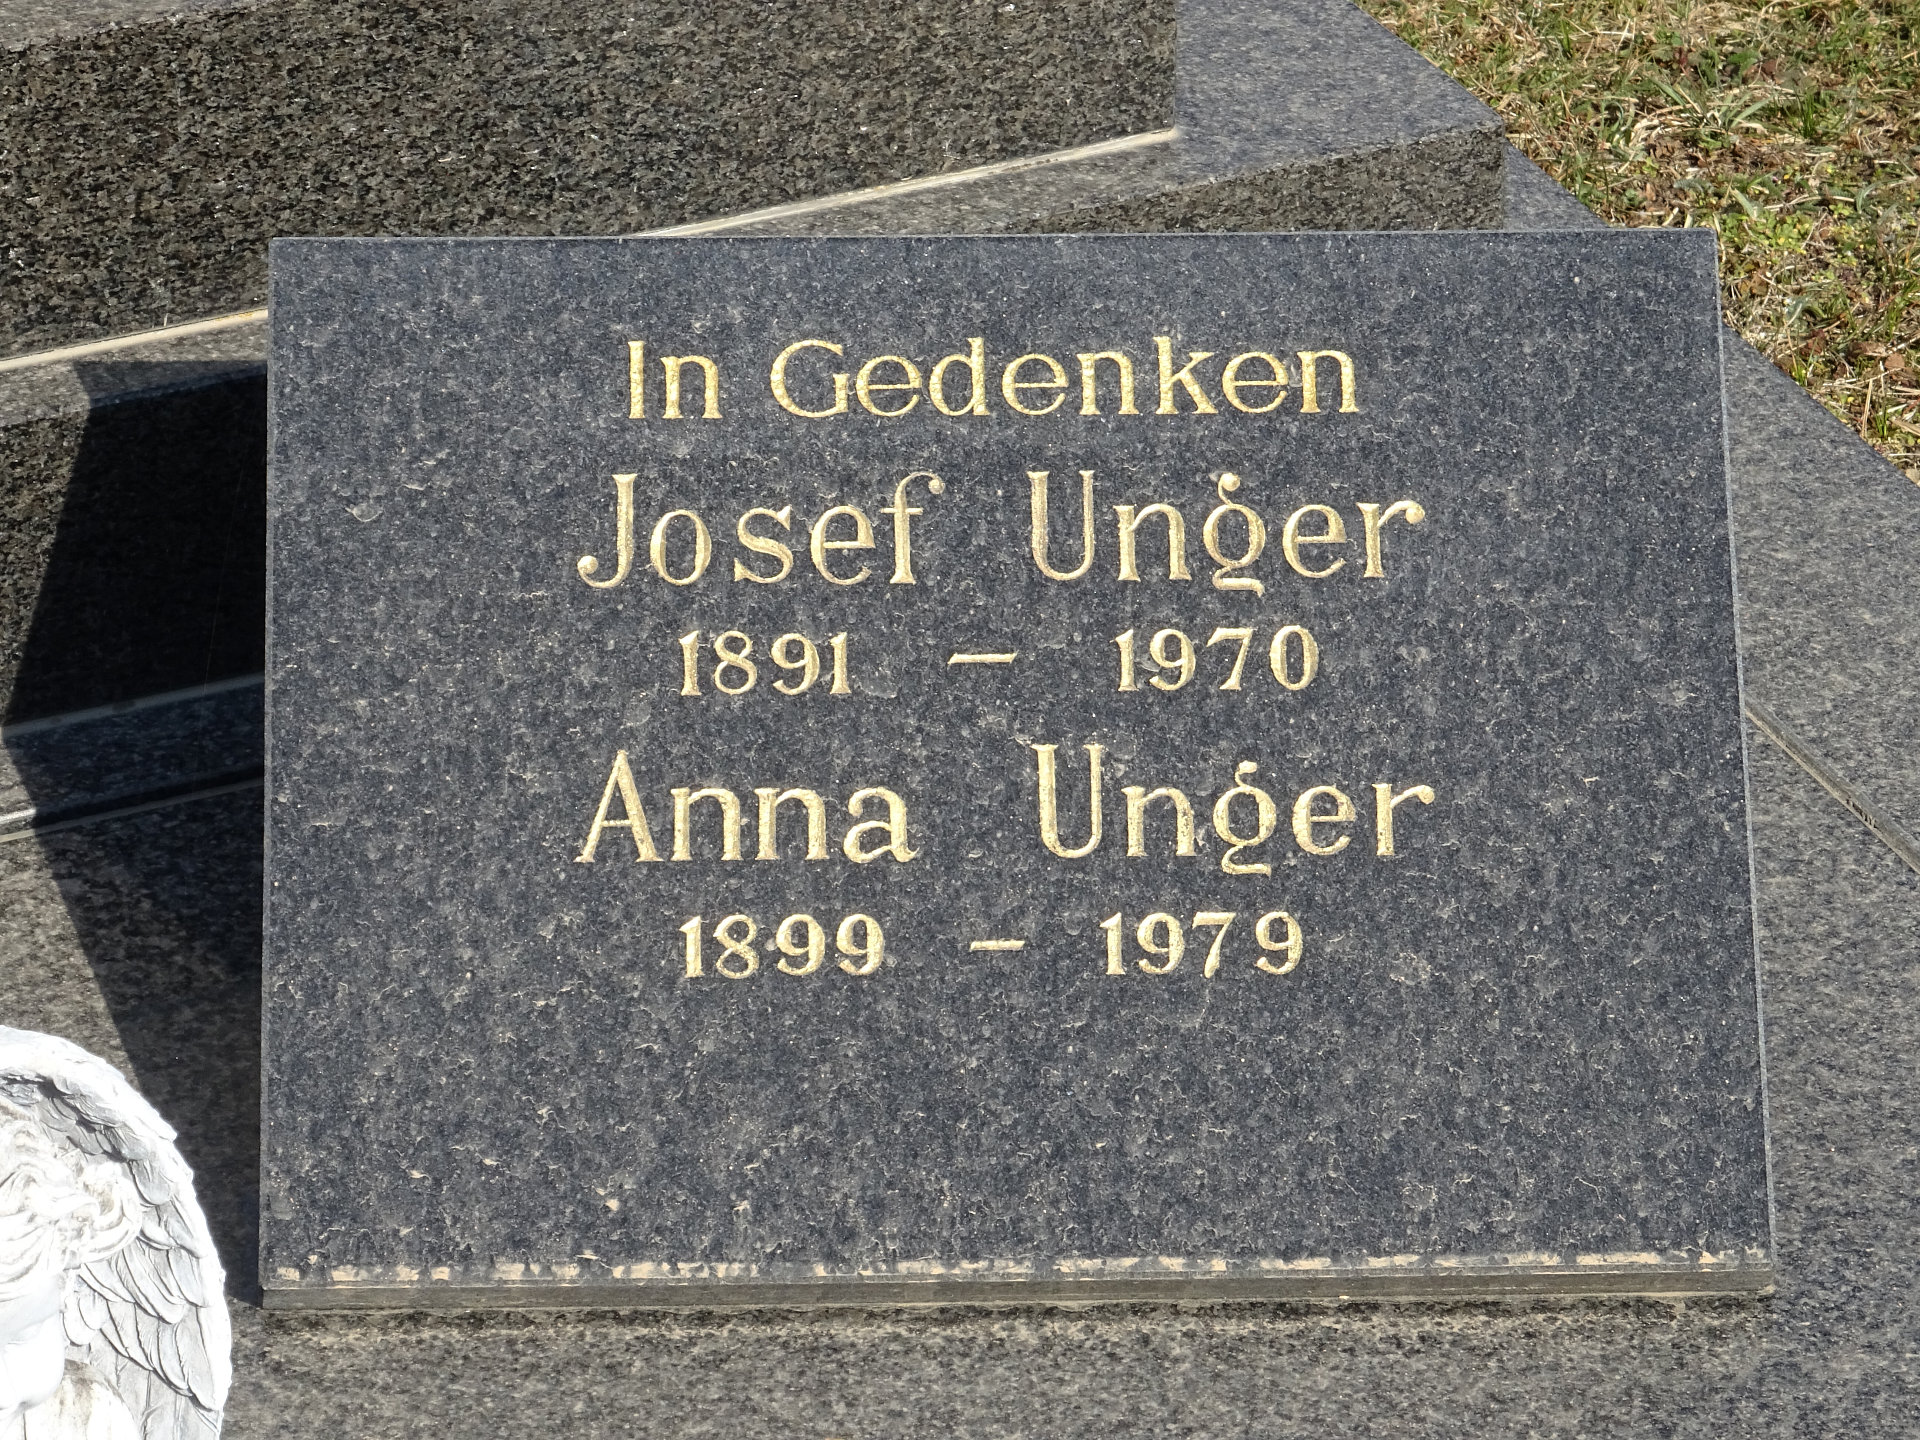 In Gedenken
Josef Unger
1891 – 1970
Anna Unger
1899 – 1979